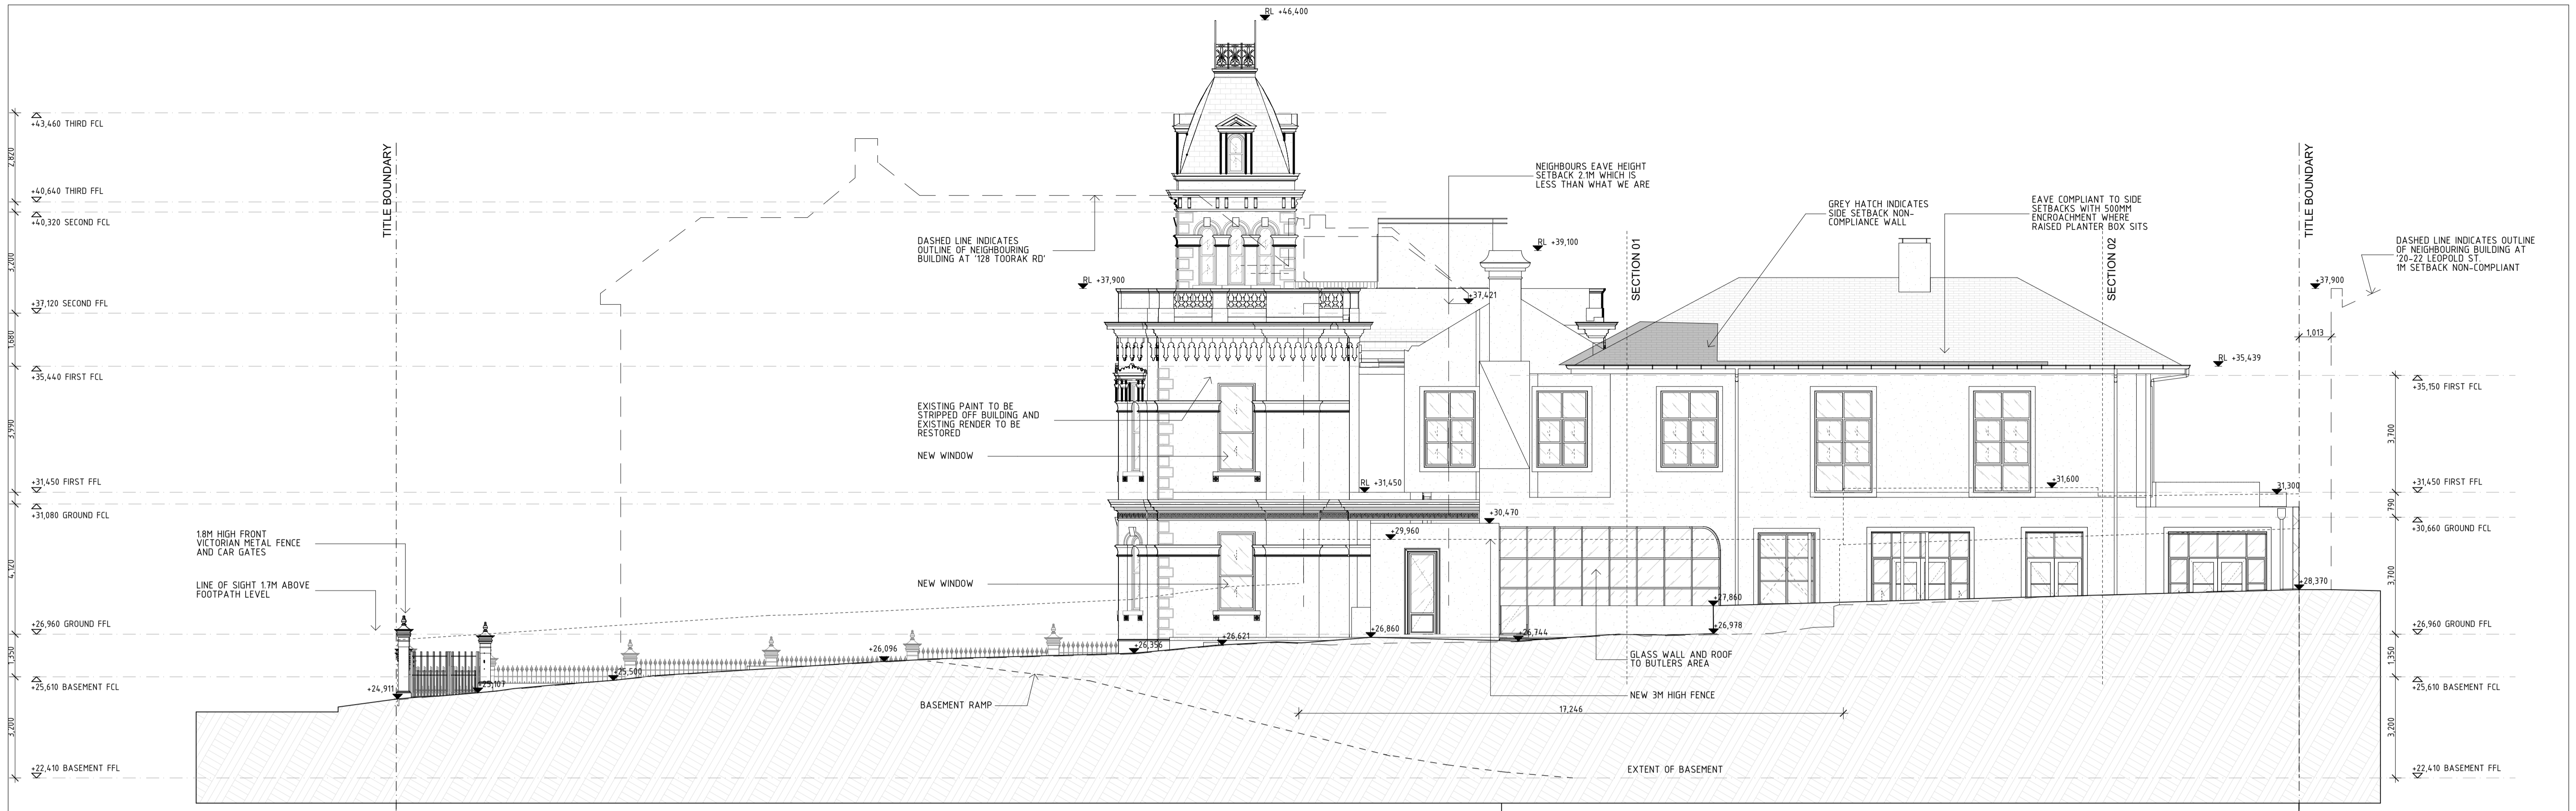 RL +46,400
+43,460 THIRD FCL
2,820
+40,640 THIRD FFL
+40,320 SECOND FCL
3,200
+37,120 SECOND FFL
1,680
+35,440 FIRST FCL
3,990
+31,450 FIRST FFL
+31,080 GROUND FCL
4,120
+26,960 GROUND FFL
1,350
+25,610 BASEMENT FCL
3,200
+22,410 BASEMENT FFL
TITLE BOUNDARY
1.8M HIGH FRONT
VICTORIAN METAL FENCE
AND CAR GATES
LINE OF SIGHT 1.7M ABOVE
FOOTPATH LEVEL
+24,911
+25,107
+25,500
+26,096
BASEMENT RAMP
DASHED LINE INDICATES
OUTLINE OF NEIGHBOURING
BUILDING AT '128 TOORAK RD'
RL +37,900
EXISTING PAINT TO BE
STRIPPED OFF BUILDING AND
EXISTING RENDER TO BE
RESTORED
NEW WINDOW
NEW WINDOW
+26,356
+26,621
+26,860
+26,744
NEIGHBOURS EAVE HEIGHT
SETBACK 2.1M WHICH IS
LESS THAN WHAT WE ARE
RL +39,100
+37,421
RL +31,450
+30,470
+29,960
SECTION 01
GREY HATCH INDICATES
SIDE SETBACK NON-
COMPLIANCE WALL
EAVE COMPLIANT TO SIDE
SETBACKS WITH 500MM
ENCROACHMENT WHERE
RAISED PLANTER BOX SITS
SECTION 02
TITLE BOUNDARY
DASHED LINE INDICATES OUTLINE
OF NEIGHBOURING BUILDING AT
'20-22 LEOPOLD ST.
1M SETBACK NON-COMPLIANT
+37,900
1,013
RL +35,439
+31,600
31,300
+28,370
+27,860
+26,978
GLASS WALL AND ROOF
TO BUTLERS AREA
NEW 3M HIGH FENCE
17,246
EXTENT OF BASEMENT
+35,150 FIRST FCL
3,700
+31,450 FIRST FFL
790
+30,660 GROUND FCL
3,700
+26,960 GROUND FFL
1,350
+25,610 BASEMENT FCL
3,200
+22,410 BASEMENT FFL